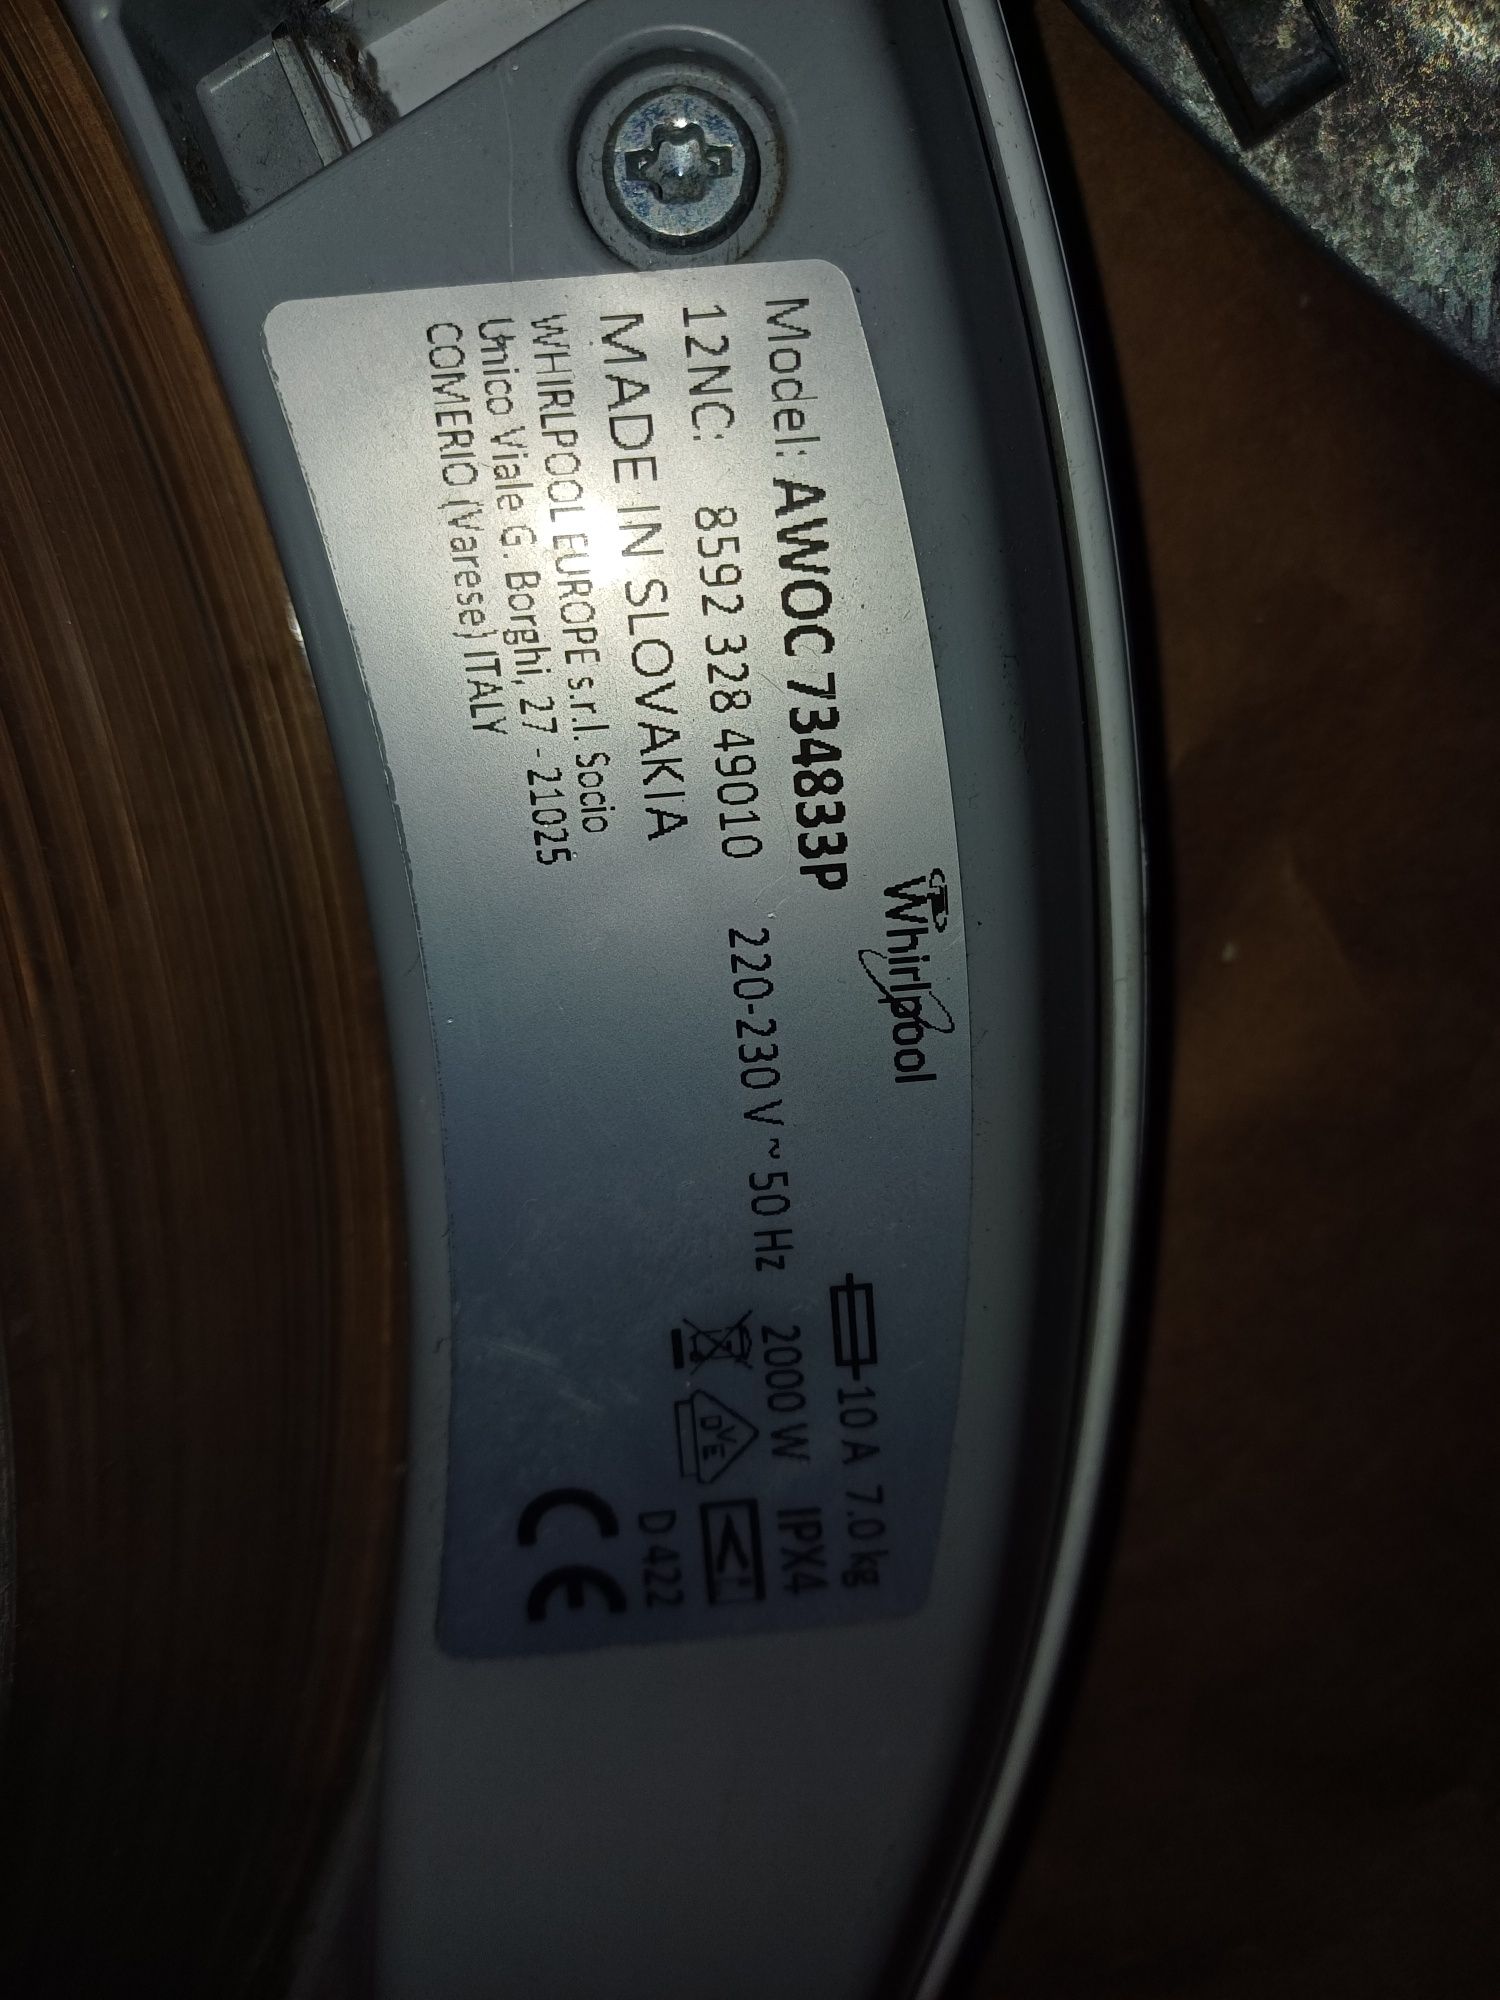 Whirlpool
Model: AWOC 734833P
10 A 7.0 kg
12NC: 8592 328 49010 220-230 V ~ 50 Hz 2000 W IPX4
MADE IN SLOVAKIA
DVE
D 422
WHIRLPOOL EUROPE s.r.l. Socio
Unico Viale G. Borghi, 27 - 21025
COMERIO (Varese) ITALY
CE